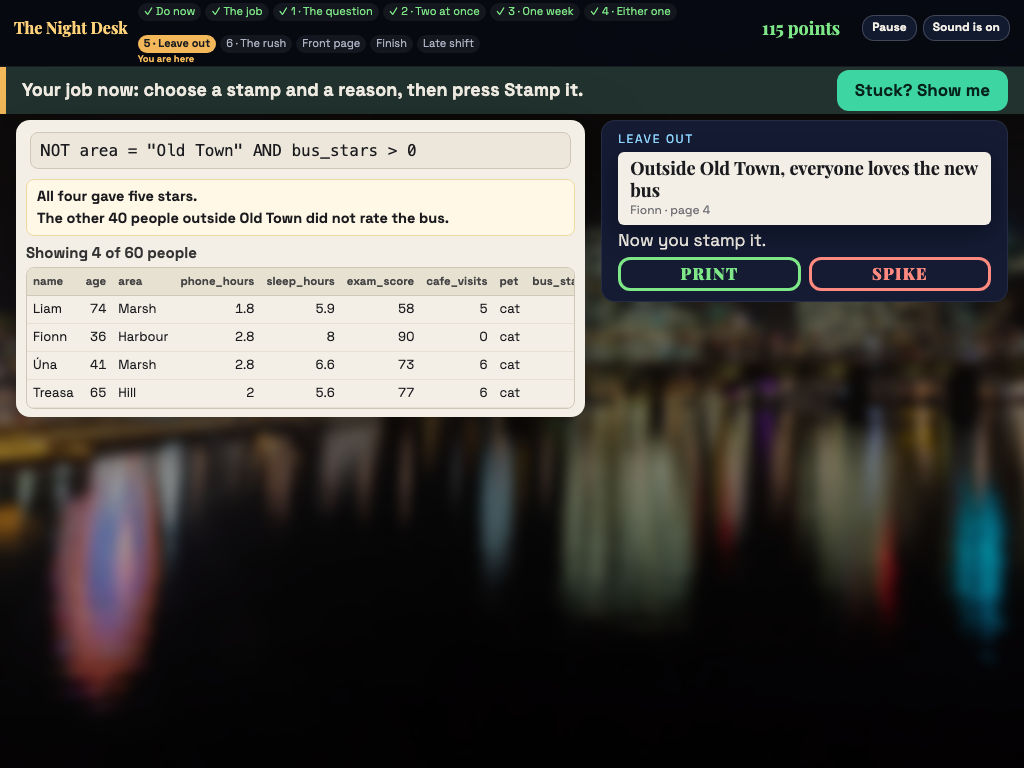 The Night Desk
✓ Do now
✓ The job
✓ 1 · The question
✓ 2 · Two at once
✓ 3 · One week
✓ 4 · Either one
5 · Leave out
6 · The rush
Front page
Finish
Late shift
You are here
115 points
Pause
Sound is on
Your job now: choose a stamp and a reason, then press Stamp it.
Stuck? Show me
NOT area = "Old Town" AND bus_stars > 0
All four gave five stars.
The other 40 people outside Old Town did not rate the bus.
Showing 4 of 60 people
name age area phone_hours sleep_hours exam_score cafe_visits pet bus_sta
Liam 74 Marsh 1.8 5.9 58 5 cat
Fionn 36 Harbour 2.8 8 90 0 cat
Úna 41 Marsh 2.8 6.6 73 6 cat
Treasa 65 Hill 2 5.6 77 6 cat
LEAVE OUT
Outside Old Town, everyone loves the new
bus
Fionn · page 4
Now you stamp it.
PRINT
SPIKE